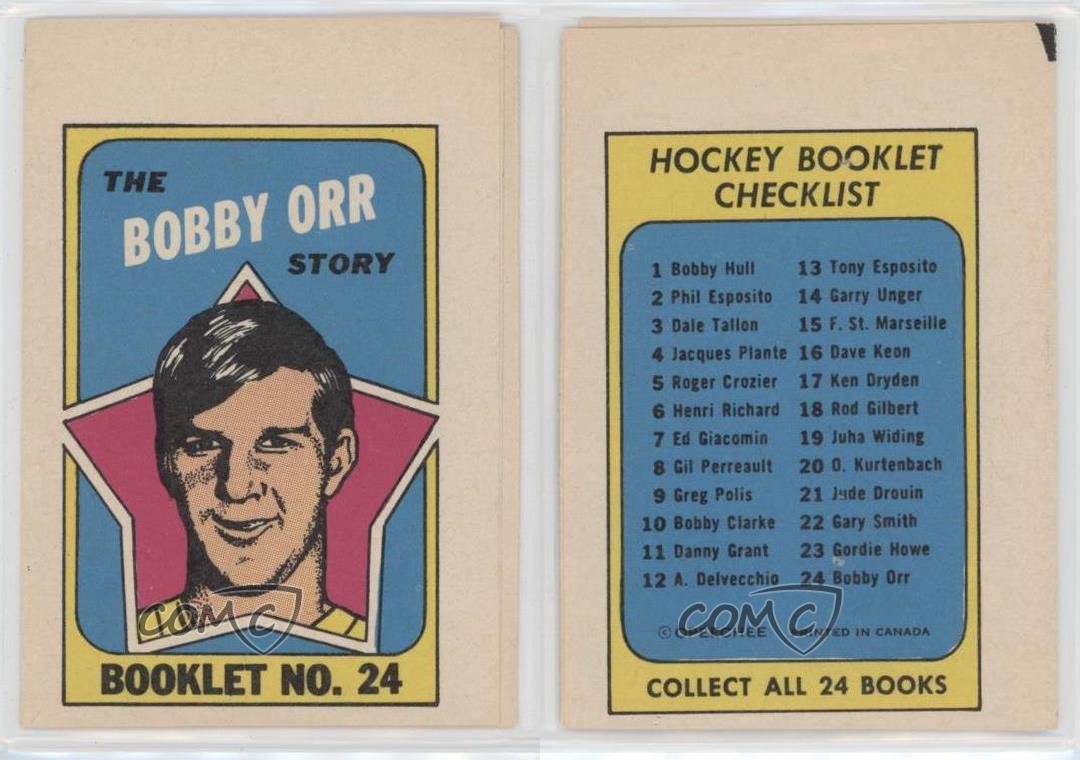 THE
BOBBY ORR
STORY
BOOKLET NO. 24
COMC
HOCKEY BOOKLET
CHECKLIST
1 Bobby Hull
2 Phil Esposito
3 Dale Tallon
4 Jacques Plante
5 Roger Crozier
6 Henri Richard
7 Ed Giacomin
8 Gil Perreault
9 Greg Polis
10 Bobby Clarke
11 Danny Grant
12 A. Delvecchio
13 Tony Esposito
14 Garry Unger
15 F. St. Marseille
16 Dave Keon
17 Ken Dryden
18 Rod Gilbert
19 Juha Widing
20 O. Kurtenbach
21 Jude Drouin
22 Gary Smith
23 Gordie Howe
24 Bobby Orr
COMC
© OPEECHEE PRINTED IN CANADA
COLLECT ALL 24 BOOKS